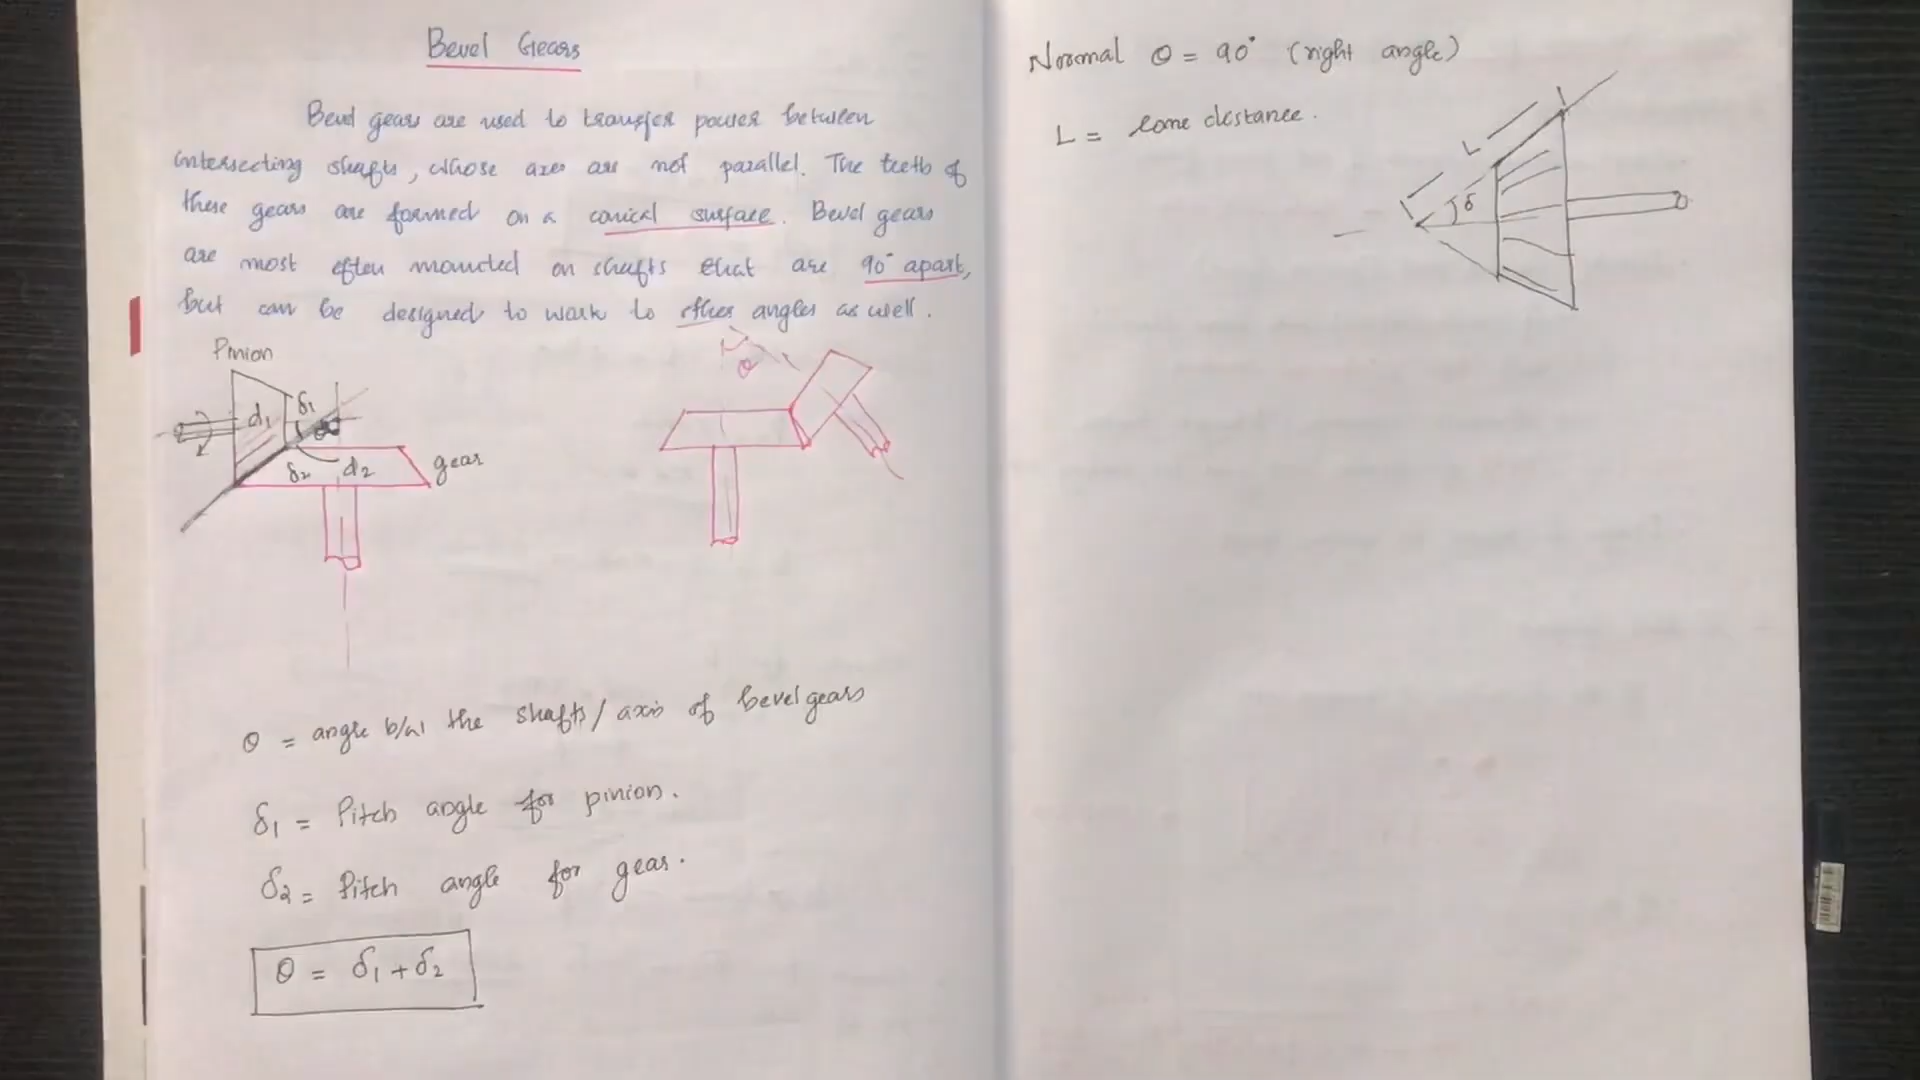 Bevel Gears
Bevel gears are used to transfer power between
intersecting shafts, whose axes are not parallel. The teeth of
these gears are formed on a conical surface. Bevel gears
are most often mounted on shafts that are 90° apart,
but can be designed to work to other angles as well.
Pinion
d1
δ1
δ2
d2
gear
θ
θ = angle b/w the shafts/axis of bevel gears
δ1 = Pitch angle for pinion.
δ2 = Pitch angle for gear.
θ = δ1 + δ2
Normal θ = 90° (right angle)
L = cone distance.
L
δ